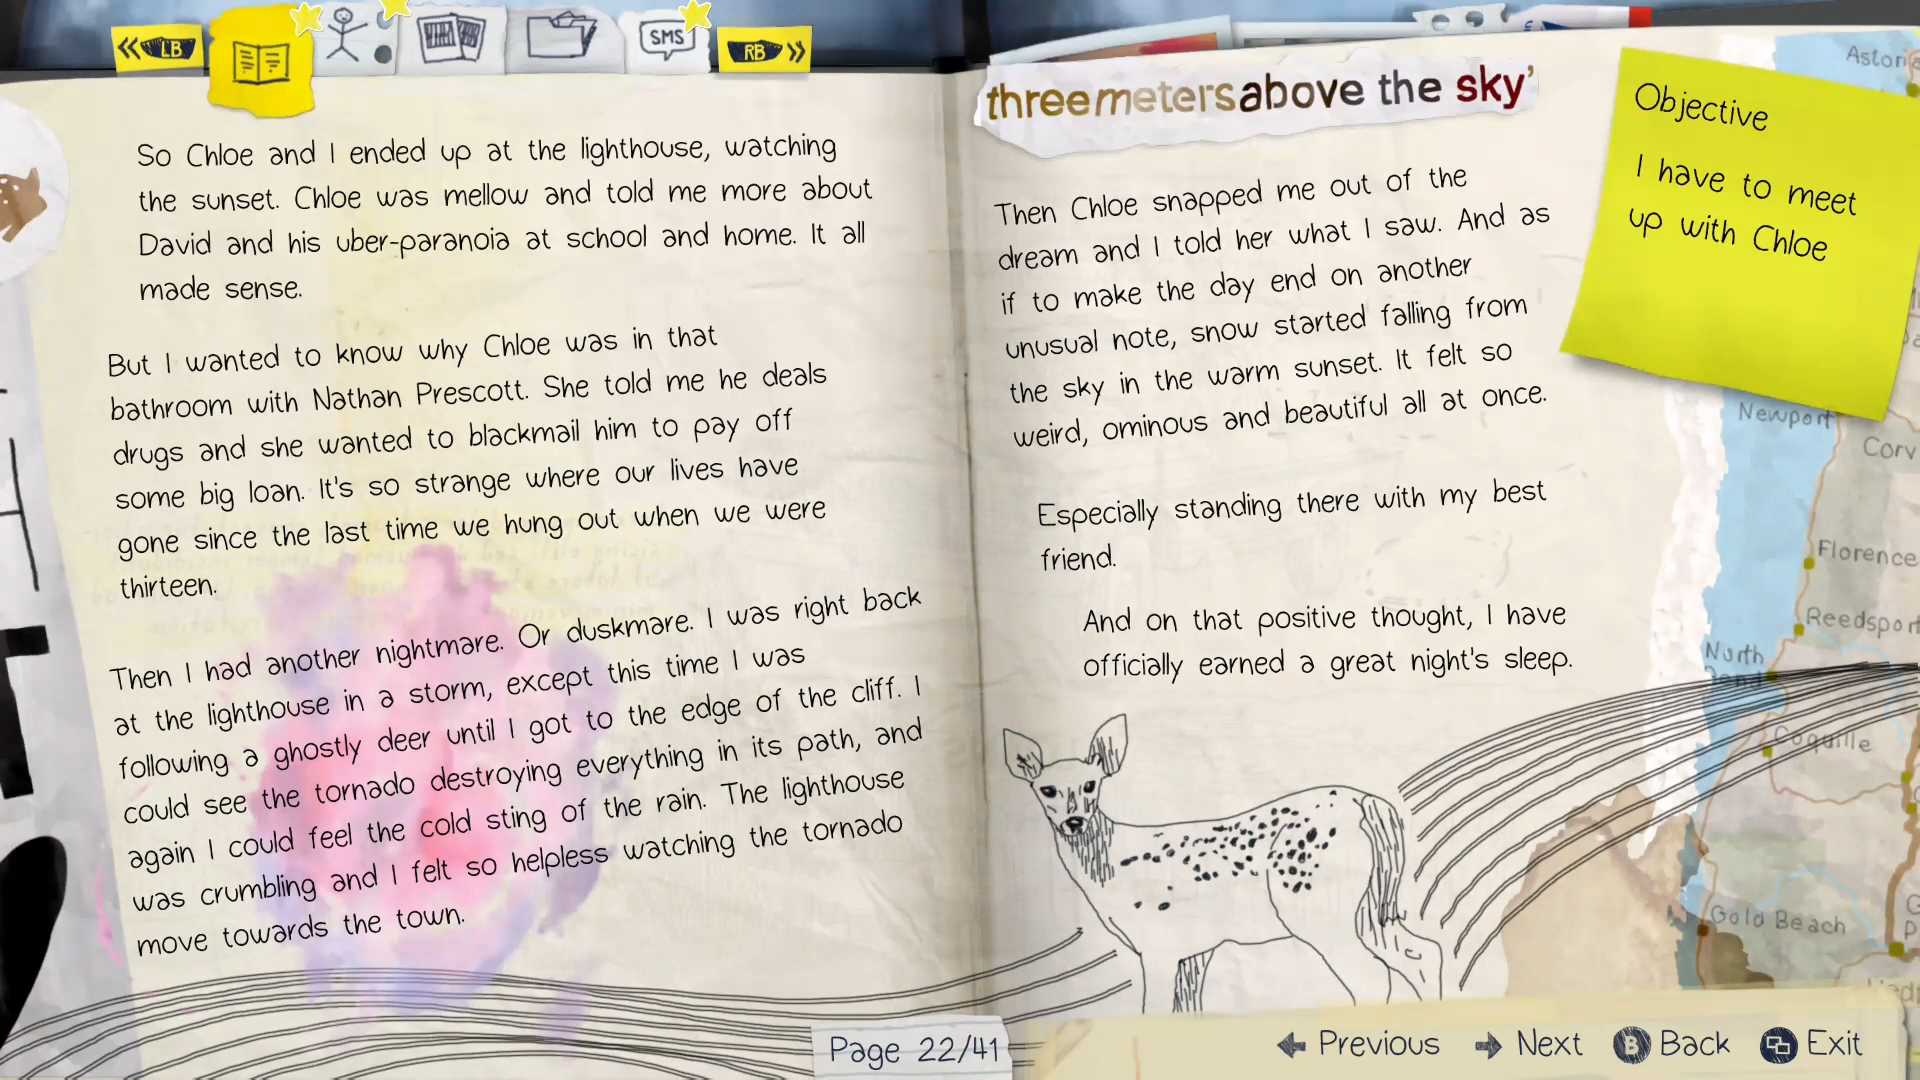 LB
SMS
RB
So Chloe and I ended up at the lighthouse, watching
the sunset. Chloe was mellow and told me more about
David and his uber-paranoia at school and home. It all
made sense.
But I wanted to know why Chloe was in that
bathroom with Nathan Prescott. She told me he deals
drugs and she wanted to blackmail him to pay off
some big loan. It's so strange where our lives have
gone since the last time we hung out when we were
thirteen.
Then I had another nightmare. Or duskmare. I was right back
at the lighthouse in a storm, except this time I was
following a ghostly deer until I got to the edge of the cliff. I
could see the tornado destroying everything in its path, and
again I could feel the cold sting of the rain. The lighthouse
was crumbling and I felt so helpless watching the tornado
move towards the town.
threemetersabove the sky'
Then Chloe snapped me out of the
dream and I told her what I saw. And as
if to make the day end on another
unusual note, snow started falling from
the sky in the warm sunset. It felt so
weird, ominous and beautiful all at once.
Especially standing there with my best
friend.
And on that positive thought, I have
officially earned a great night's sleep.
Objective
I have to meet
up with Chloe
Astoria
Newport
Corv
Florence
Reedsport
North
Bend
Coquille
Gold Beach
Page 22/41
Previous
Next
B Back
Exit